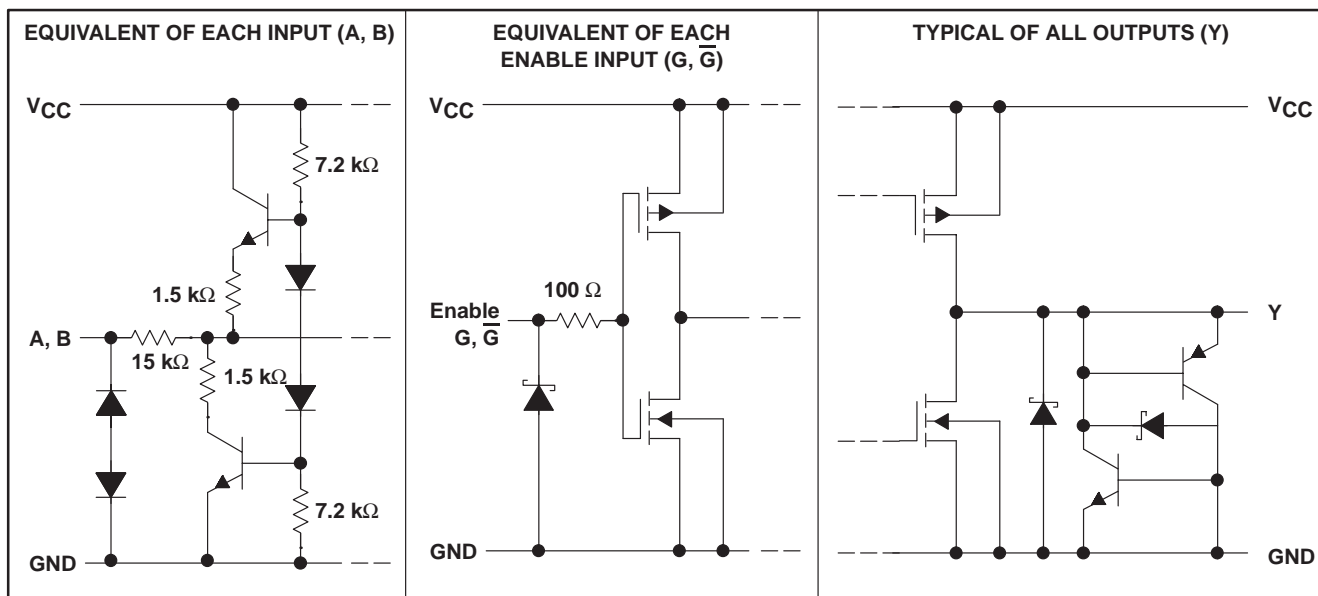 EQUIVALENT OF EACH INPUT (A, B)
VCC
7.2 kΩ
1.5 kΩ
A, B
15 kΩ
1.5 kΩ
7.2 kΩ
GND
EQUIVALENT OF EACH
ENABLE INPUT (G, G̅)
VCC
100 Ω
Enable
G, G̅
GND
TYPICAL OF ALL OUTPUTS (Y)
VCC
Y
GND